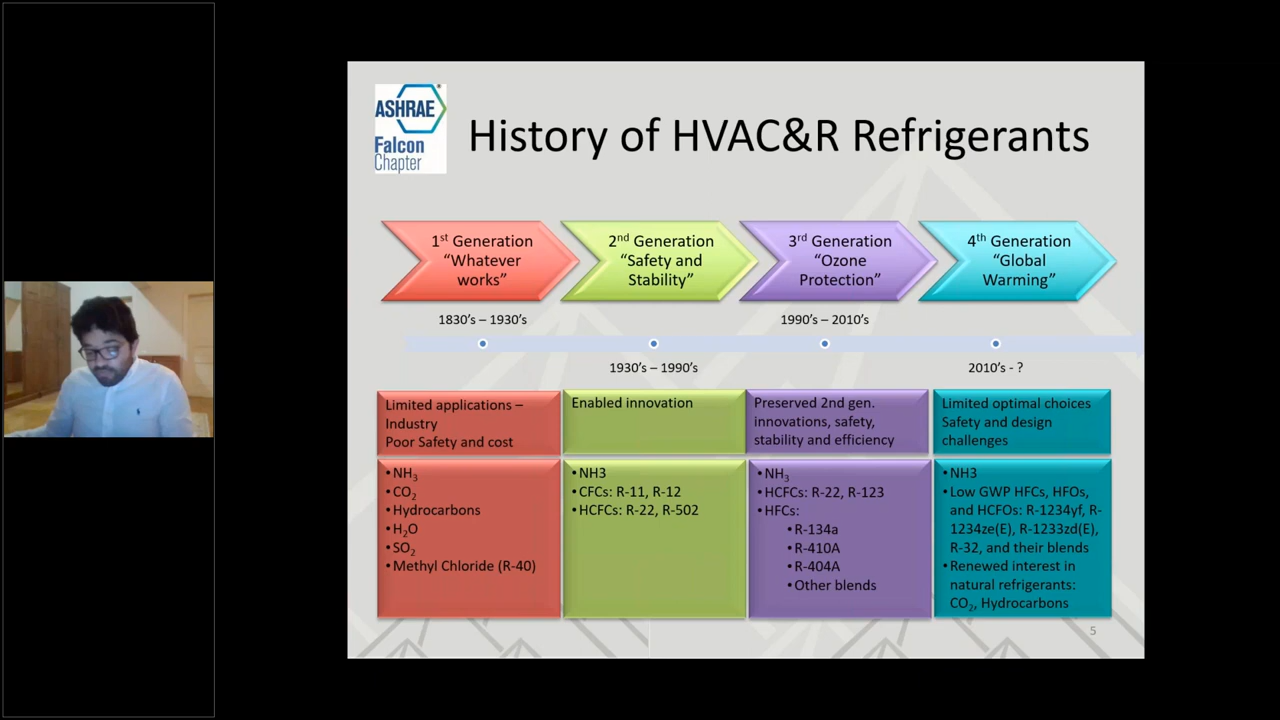 ASHRAE
Falcon
Chapter
History of HVAC&R Refrigerants
1st Generation
“Whatever
works”
2nd Generation
“Safety and
Stability”
3rd Generation
“Ozone
Protection”
4th Generation
“Global
Warming”
1830’s – 1930’s
1990’s – 2010’s
1930’s – 1990’s
2010’s - ?
Limited applications –
Industry
Poor Safety and cost
Enabled innovation
Preserved 2nd gen.
innovations, safety,
stability and efficiency
Limited optimal choices
Safety and design
challenges
•NH3
•CO2
•Hydrocarbons
•H2O
•SO2
•Methyl Chloride (R-40)
•NH3
•CFCs: R-11, R-12
•HCFCs: R-22, R-502
•NH3
•HCFCs: R-22, R-123
•HFCs:
•R-134a
•R-410A
•R-404A
•Other blends
•NH3
•Low GWP HFCs, HFOs,
and HCFOs: R-1234yf, R-
1234ze(E), R-1233zd(E),
R-32, and their blends
•Renewed interest in
natural refrigerants:
CO2, Hydrocarbons
5